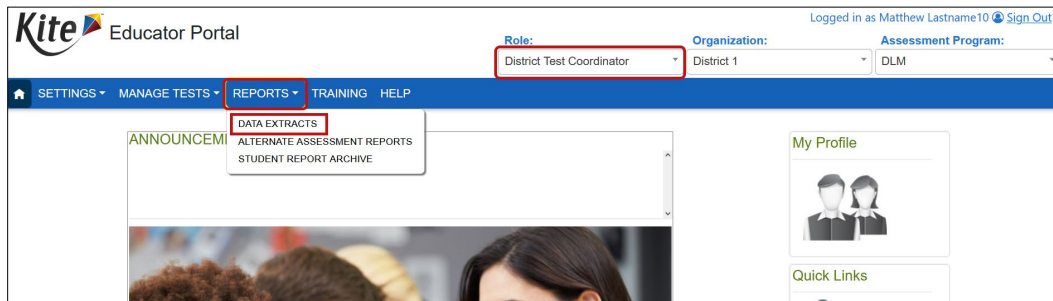 Kite Educator Portal
Logged in as Matthew Lastname10 Sign Out
Role: Organization: Assessment Program:
District Test Coordinator District 1 DLM
SETTINGS MANAGE TESTS REPORTS TRAINING HELP
DATA EXTRACTS
ALTERNATE ASSESSMENT REPORTS
STUDENT REPORT ARCHIVE
ANNOUNCEM
My Profile
Quick Links